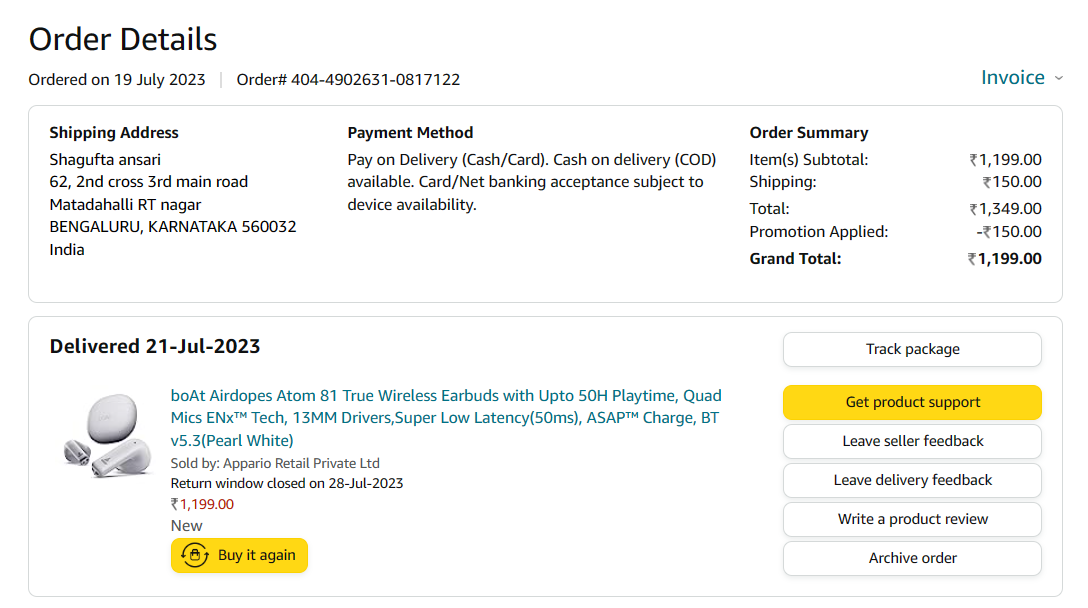 Order Details
Ordered on 19 July 2023 | Order# 404-4902631-0817122
Invoice
Shipping Address
Shagufta ansari
62, 2nd cross 3rd main road
Matadahalli RT nagar
BENGALURU, KARNATAKA 560032
India
Payment Method
Pay on Delivery (Cash/Card). Cash on delivery (COD)
available. Card/Net banking acceptance subject to
device availability.
Order Summary
Item(s) Subtotal: ₹1,199.00
Shipping: ₹150.00
Total: ₹1,349.00
Promotion Applied: -₹150.00
Grand Total: ₹1,199.00
Delivered 21-Jul-2023
boAt Airdopes Atom 81 True Wireless Earbuds with Upto 50H Playtime, Quad
Mics ENx™ Tech, 13MM Drivers,Super Low Latency(50ms), ASAP™ Charge, BT
v5.3(Pearl White)
Sold by: Appario Retail Private Ltd
Return window closed on 28-Jul-2023
₹1,199.00
New
Buy it again
Track package
Get product support
Leave seller feedback
Leave delivery feedback
Write a product review
Archive order